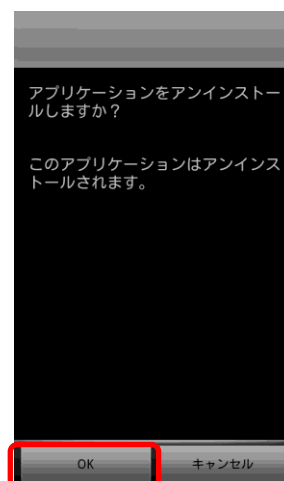 アプリケーションをアンインストー
ルしますか？
このアプリケーションはアンインス
トールされます。
OK
キャンセル